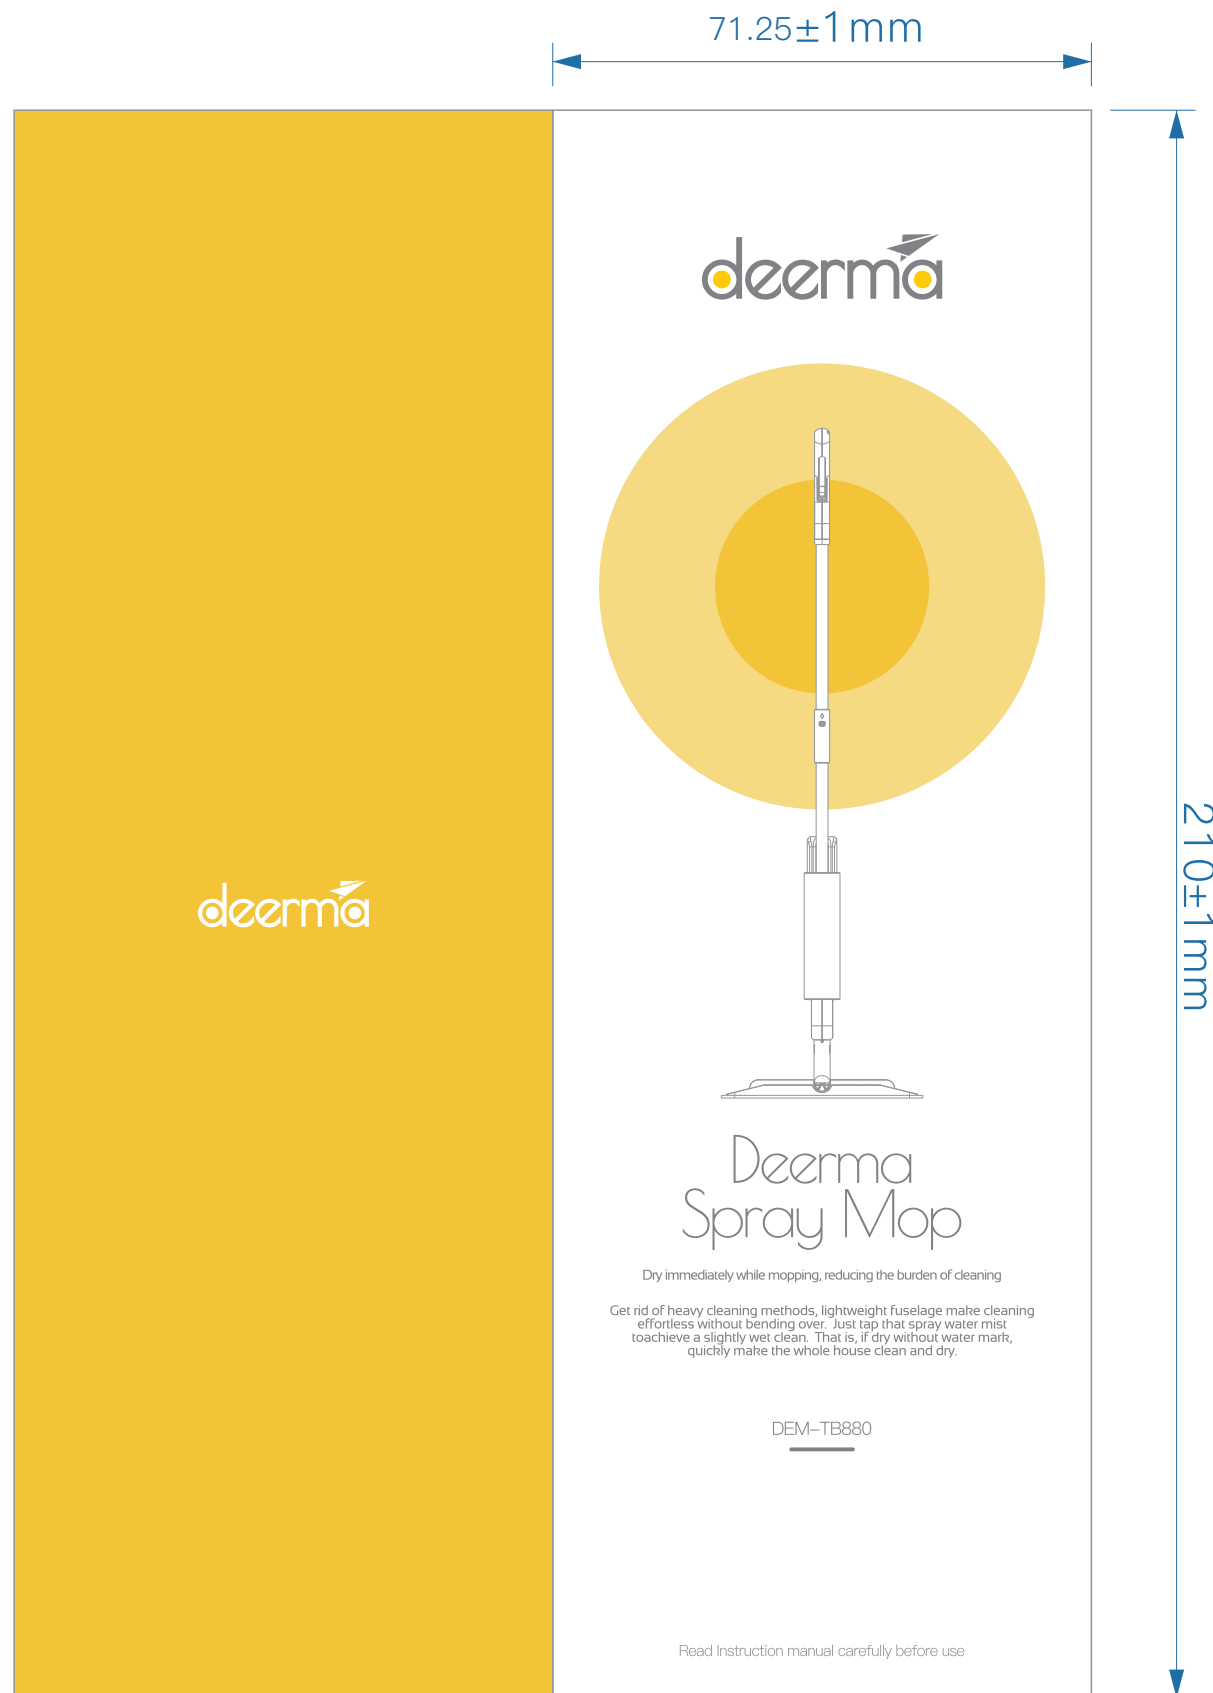 71.25±1mm
deerma
deerma
210±1mm
Deerma
Spray Mop
Dry immediately while mopping, reducing the burden of cleaning
Get rid of heavy cleaning methods, lightweight fuselage make cleaning
effortless without bending over. Just tap that spray water mist
toachieve a slightly wet clean. That is, if dry without water mark,
quickly make the whole house clean and dry.
DEM-TB880
Read Instruction manual carefully before use